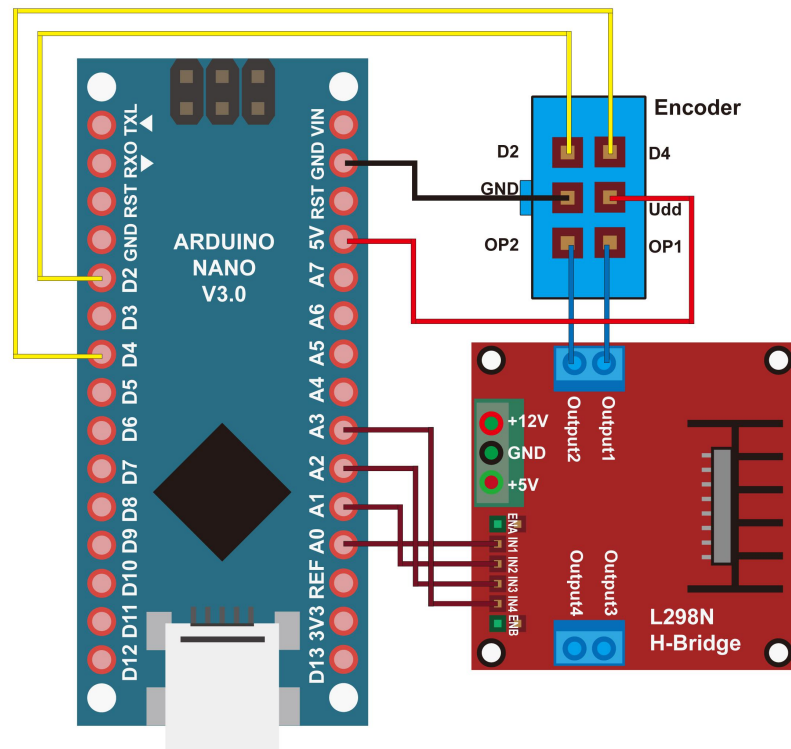 TXL
RXO
RST
GND
D2
D3
D4
D5
D6
D7
D8
D9
D10
D11
D12
ARDUINO
NANO
V3.0
VIN
GND
RST
5V
A7
A6
A5
A4
A3
A2
A1
A0
REF
3V3
D13
Encoder
D2
D4
GND
Udd
OP2
OP1
Output2
Output1
+12V
GND
+5V
ENA
IN1
IN2
IN3
IN4
ENB
Output4
Output3
L298N
H-Bridge